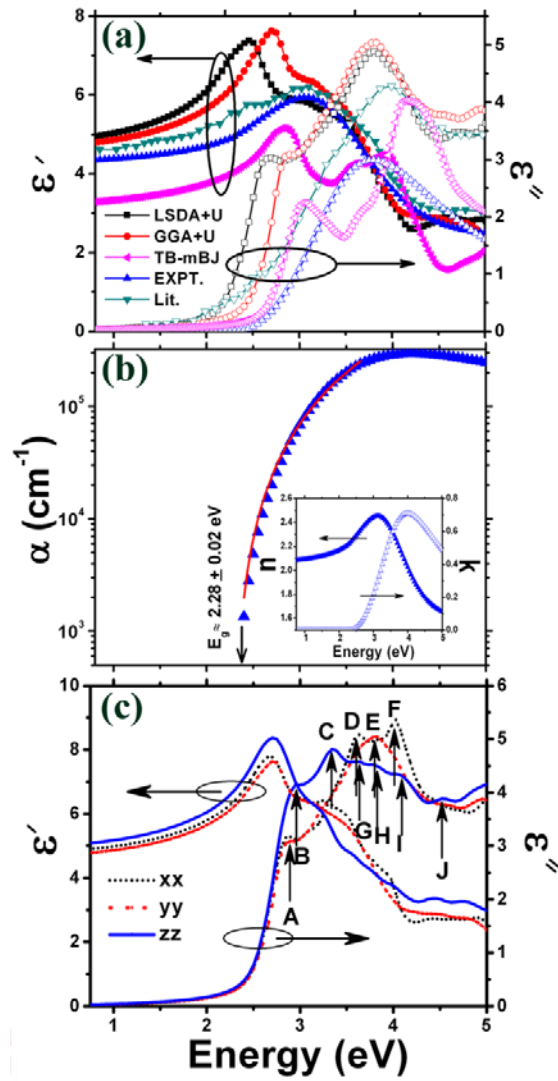 (a)
8
6
4
2
0
ε′
5
4
3
2
1
0
ε″
LSDA+U
GGA+U
TB-mBJ
EXPT.
Lit.
(b)
10⁵
10⁴
10³
α (cm⁻¹)
E_g ≈ 2.28 ± 0.02 eV
2.6
2.4
2.2
2.0
1.8
1.6
n
0.8
0.6
0.4
0.2
0.0
k
1 2 3 4 5
Energy (eV)
(c)
10
8
6
4
2
0
ε′
6
5
4
3
2
1
0
ε″
A
B
C
D
E
F
G
H
I
J
xx
yy
zz
1 2 3 4 5
Energy (eV)